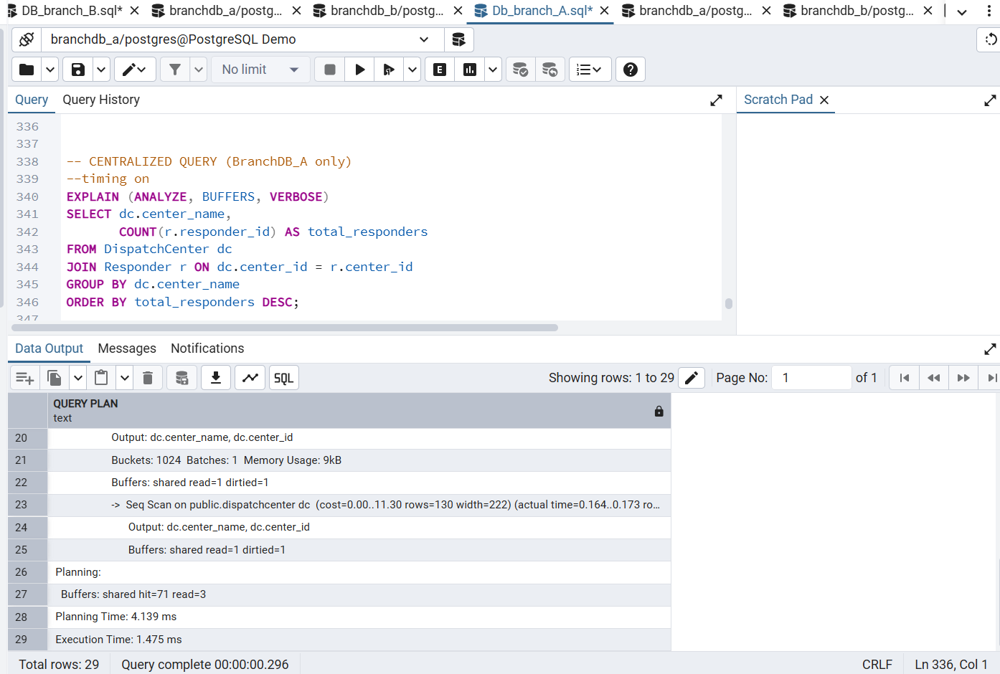 DB_branch_B.sql* branchdb_a/postg... branchdb_b/postg... Db_branch_A.sql* branchdb_a/postg... branchdb_b/postg...
branchdb_a/postgres@PostgreSQL Demo
No limit E
Query Query History Scratch Pad
336
337
338 -- CENTRALIZED QUERY (BranchDB_A only)
339 --timing on
340 EXPLAIN (ANALYZE, BUFFERS, VERBOSE)
341 SELECT dc.center_name,
342 COUNT(r.responder_id) AS total_responders
343 FROM DispatchCenter dc
344 JOIN Responder r ON dc.center_id = r.center_id
345 GROUP BY dc.center_name
346 ORDER BY total_responders DESC;
347
Data Output Messages Notifications
SQL Showing rows: 1 to 29 Page No: 1 of 1
QUERY PLAN
text
20 Output: dc.center_name, dc.center_id
21 Buckets: 1024 Batches: 1 Memory Usage: 9kB
22 Buffers: shared read=1 dirtied=1
23 -> Seq Scan on public.dispatchcenter dc (cost=0.00..11.30 rows=130 width=222) (actual time=0.164..0.173 ro...
24 Output: dc.center_name, dc.center_id
25 Buffers: shared read=1 dirtied=1
26 Planning:
27 Buffers: shared hit=71 read=3
28 Planning Time: 4.139 ms
29 Execution Time: 1.475 ms
Total rows: 29 Query complete 00:00:00.296 CRLF Ln 336, Col 1